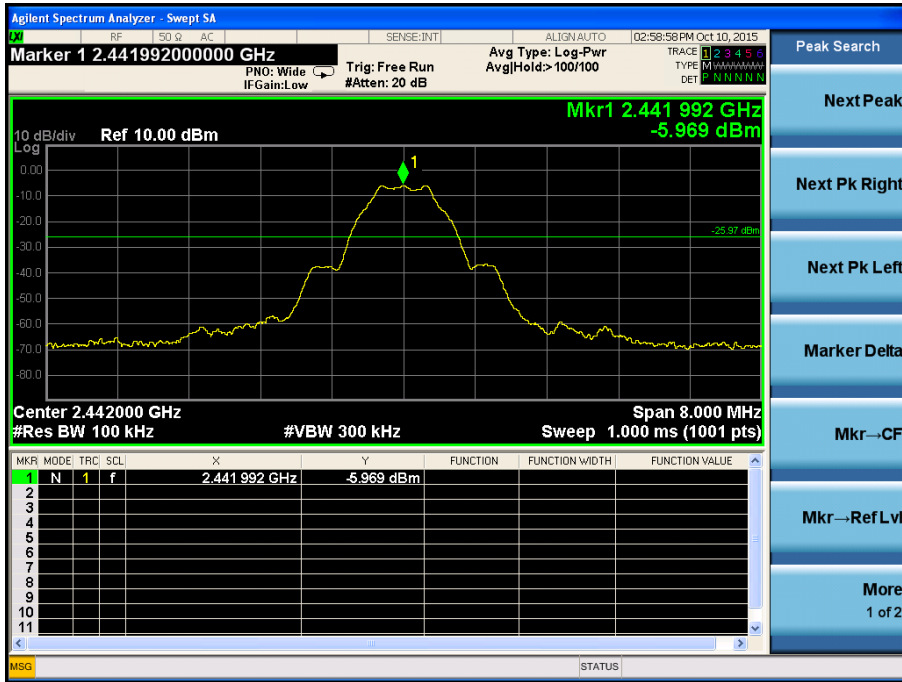 Agilent Spectrum Analyzer - Swept SA
LXI RF 50 Ω AC SENSE:INT ALIGN AUTO 02:58:58 PM Oct 10, 2015
Marker 1 2.441992000000 GHz
PNO: Wide
IFGain:Low
Trig: Free Run
#Atten: 20 dB
Avg Type: Log-Pwr
Avg|Hold:>100/100
TRACE 1 2 3 4 5 6
TYPE M
DET P N N N N N
Peak Search
Mkr1 2.441 992 GHz
-5.969 dBm
10 dB/div Ref 10.00 dBm
Log
1
0.00
-10.0
-20.0
-25.97 dBm
-30.0
-40.0
-50.0
-60.0
-70.0
-80.0
Center 2.442000 GHz Span 8.000 MHz
#Res BW 100 kHz #VBW 300 kHz Sweep 1.000 ms (1001 pts)
MKR MODE TRC SCL X Y FUNCTION FUNCTION WIDTH FUNCTION VALUE
1 N 1 f 2.441 992 GHz -5.969 dBm
2
3
4
5
6
7
8
9
10
11
MSG STATUS
Next Peak
Next Pk Right
Next Pk Left
Marker Delta
Mkr→CF
Mkr→Ref Lvl
More
1 of 2